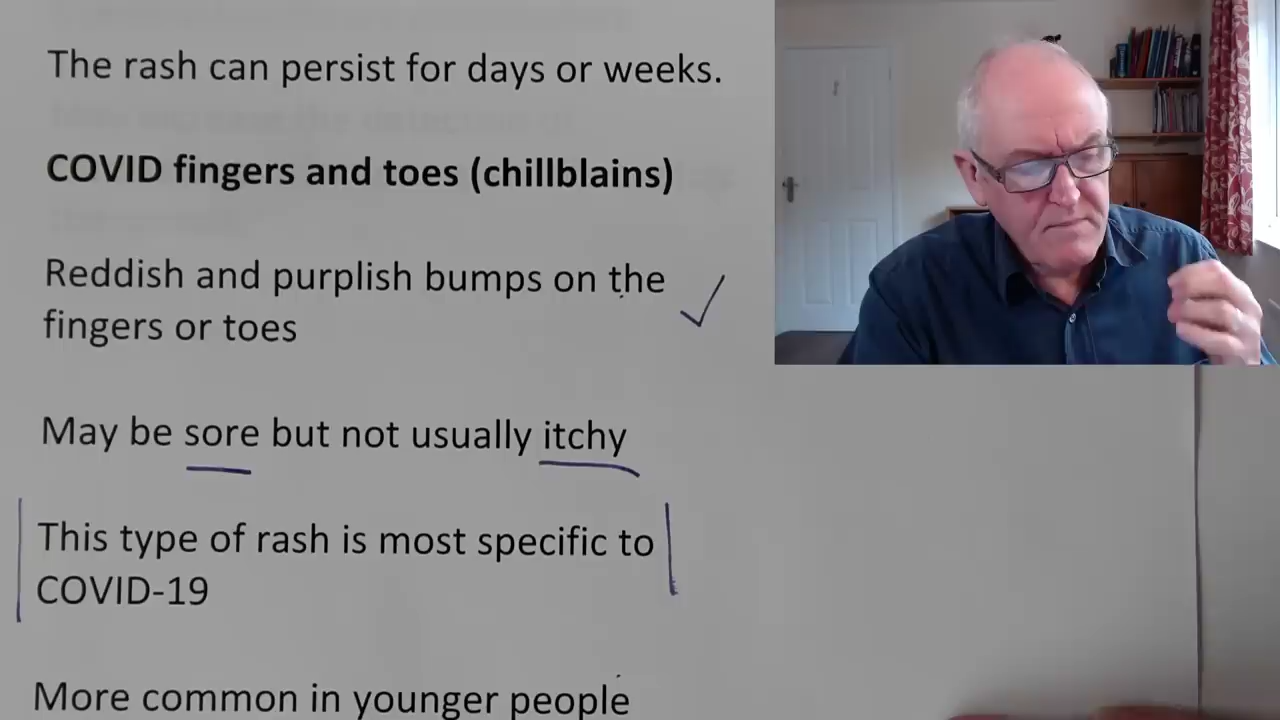 The rash can persist for days or weeks.
COVID fingers and toes (chillblains)
Reddish and purplish bumps on the
fingers or toes
May be sore but not usually itchy
This type of rash is most specific to
COVID-19
More common in younger people